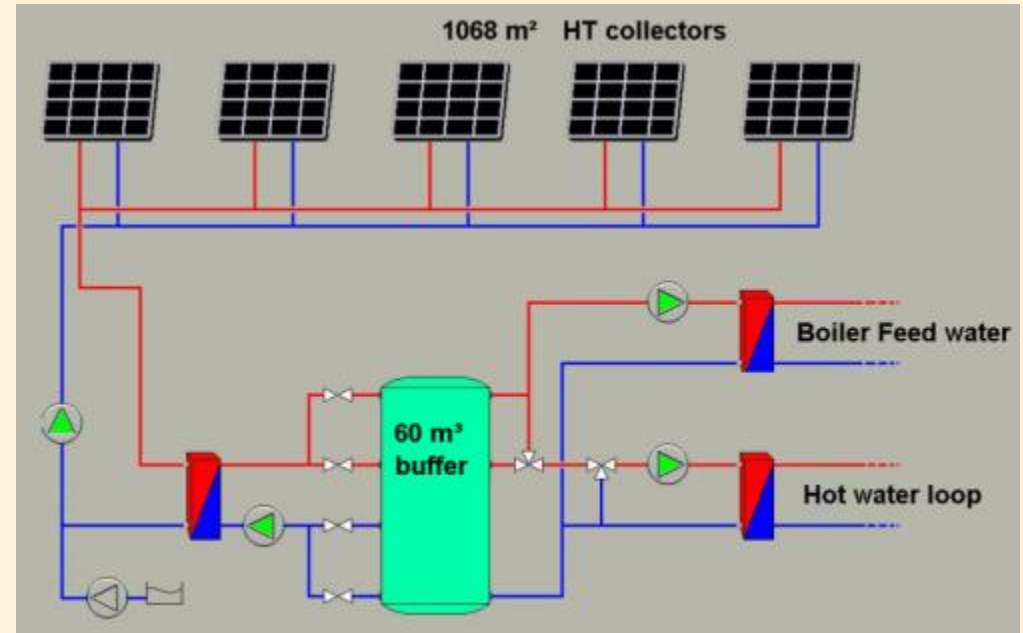 1068 m² HT collectors
Boiler Feed water
60 m³
buffer
Hot water loop